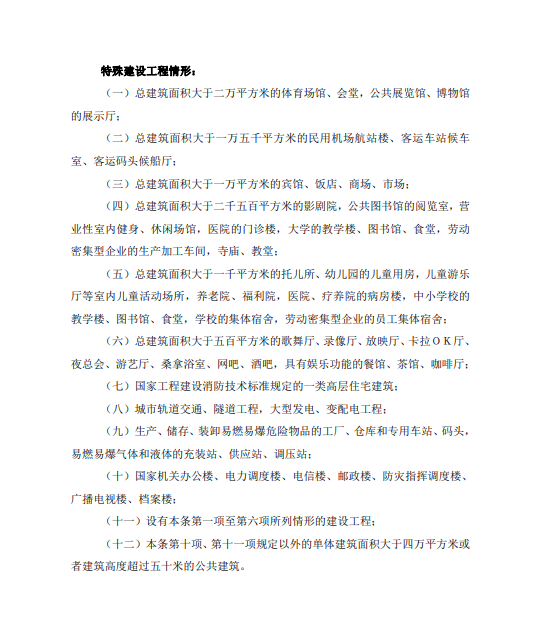 特殊建设工程情形：
（一）总建筑面积大于二万平方米的体育场馆、会堂，公共展览馆、博物馆
的展示厅；
（二）总建筑面积大于一万五千平方米的民用机场航站楼、客运车站候车
室、客运码头候船厅；
（三）总建筑面积大于一万平方米的宾馆、饭店、商场、市场；
（四）总建筑面积大于二千五百平方米的影剧院，公共图书馆的阅览室，营
业性室内健身、休闲场馆，医院的门诊楼，大学的教学楼、图书馆、食堂，劳动
密集型企业的生产加工车间，寺庙、教堂；
（五）总建筑面积大于一千平方米的托儿所、幼儿园的儿童用房，儿童游乐
厅等室内儿童活动场所，养老院、福利院，医院、疗养院的病房楼，中小学校的
教学楼、图书馆、食堂，学校的集体宿舍，劳动密集型企业的员工集体宿舍；
（六）总建筑面积大于五百平方米的歌舞厅、录像厅、放映厅、卡拉ＯＫ厅、
夜总会、游艺厅、桑拿浴室、网吧、酒吧，具有娱乐功能的餐馆、茶馆、咖啡厅；
（七）国家工程建设消防技术标准规定的一类高层住宅建筑；
（八）城市轨道交通、隧道工程，大型发电、变配电工程；
（九）生产、储存、装卸易燃易爆危险物品的工厂、仓库和专用车站、码头，
易燃易爆气体和液体的充装站、供应站、调压站；
（十）国家机关办公楼、电力调度楼、电信楼、邮政楼、防灾指挥调度楼、
广播电视楼、档案楼；
（十一）设有本条第一项至第六项所列情形的建设工程；
（十二）本条第十项、第十一项规定以外的单体建筑面积大于四万平方米或
者建筑高度超过五十米的公共建筑。